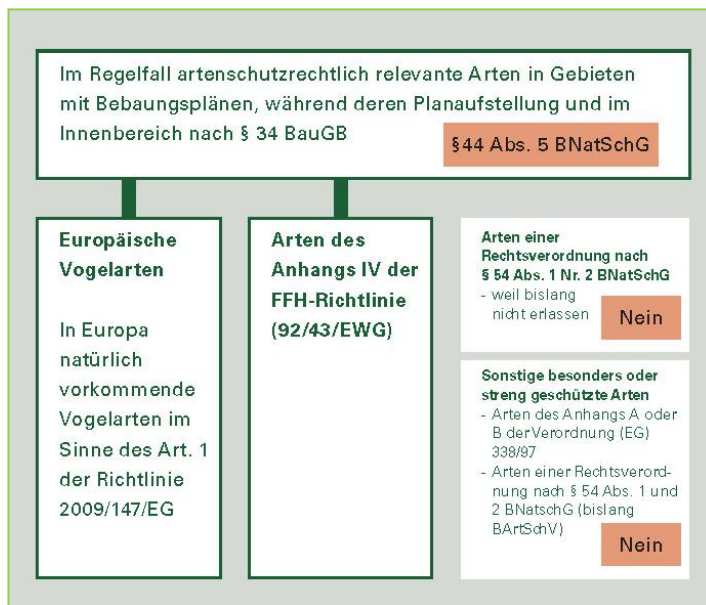 Im Regelfall artenschutzrechtlich relevante Arten in Gebieten
mit Bebaungsplänen, während deren Planaufstellung und im
Innenbereich nach § 34 BauGB
§44 Abs. 5 BNatSchG
Europäische
Vogelarten
In Europa
natürlich
vorkommende
Vogelarten im
Sinne des Art. 1
der Richtlinie
2009/147/EG
Arten des
Anhangs IV der
FFH-Richtlinie
(92/43/EWG)
Arten einer
Rechtsverordnung nach
§ 54 Abs. 1 Nr. 2 BNatSchG
- weil bislang
nicht erlassen
Nein
Sonstige besonders oder
streng geschützte Arten
- Arten des Anhangs A oder
B der Verordnung (EG)
338/97
- Arten einer Rechtsverord-
nung nach § 54 Abs. 1 und
2 BNatschG (bislang
BArtSchV)
Nein